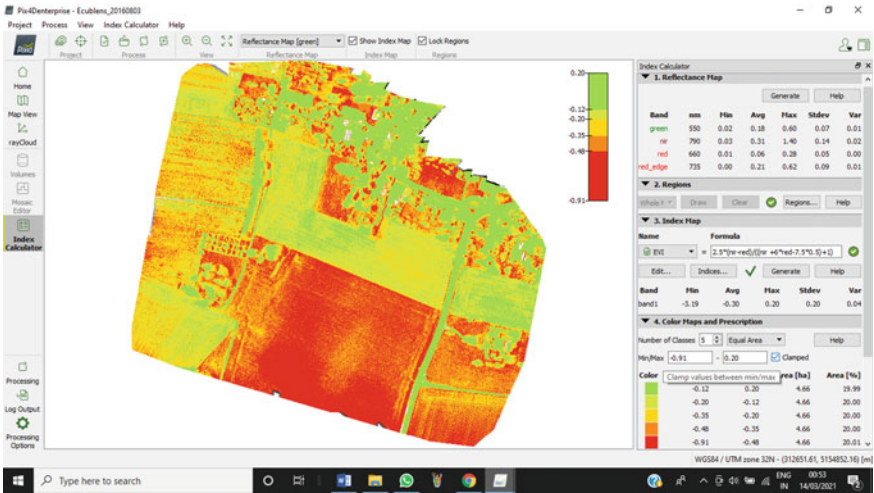 Pix4Denterprise - Ecublens_20160803
Project Process View Index Calculator Help
Reflectance Map [green] Show Index Map Lock Regions
Project Process View Reflectance Map Index Map Regions
Home
Map View
rayCloud
Volumes
Mosaic Editor
Index Calculator
Processing
Log Output
Processing Options
0.20
-0.12
-0.20
-0.35
-0.48
-0.91
Index Calculator
1. Reflectance Map
Generate Help
Band nm Min Avg Max Stdev Var
green 550 0.02 0.18 0.60 0.07 0.01
nir 790 0.03 0.31 1.40 0.14 0.02
red 660 0.01 0.06 0.28 0.05 0.00
red_edge 735 0.00 0.21 0.62 0.09 0.01
2. Regions
Draw Clear Regions... Help
3. Index Map
Name Formula
EVI = 2.5*(nir-red)/((nir +6*red-7.5*0.5)+1)
Edit... Indices... Generate Help
Band Min Avg Max Stdev Var
band1 -3.19 -0.30 0.20 0.20 0.04
4. Color Maps and Prescription
Number of Classes 5 Equal Area Help
Min/Max -0.91 - 0.20 Clamped
Color Clamp values between min/max rea [ha] Area [%]
-0.12 0.20 4.66 19.99
-0.20 -0.12 4.66 20.00
-0.35 -0.20 4.66 20.00
-0.48 -0.35 4.66 20.00
-0.91 -0.48 4.66 20.01
WGS84 / UTM zone 32N - (312651.61, 5154852.16) [m]
Type here to search
ENG
IN
00:53
14/03/2021